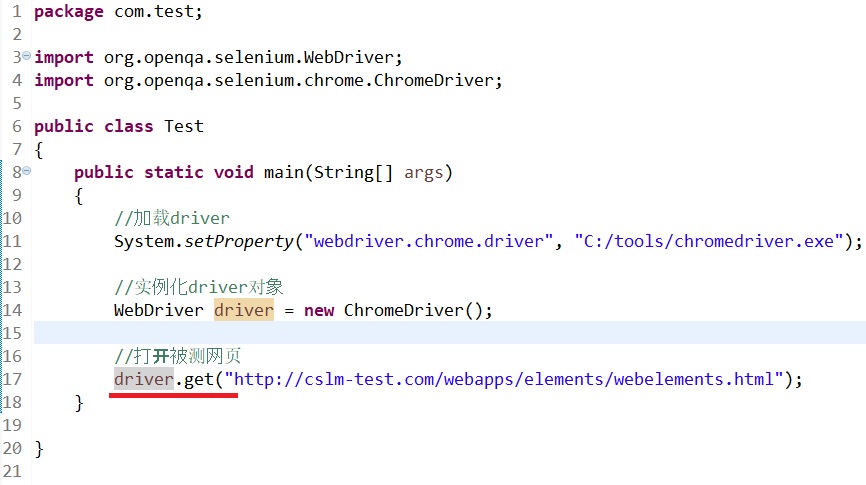 1 package com.test;
2
3 import org.openqa.selenium.WebDriver;
4 import org.openqa.selenium.chrome.ChromeDriver;
5
6 public class Test
7 {
8     public static void main(String[] args)
9     {
10         //加载driver
11         System.setProperty("webdriver.chrome.driver", "C:/tools/chromedriver.exe");
12
13         //实例化driver对象
14         WebDriver driver = new ChromeDriver();
15
16         //打开被测网页
17         driver.get("http://cslm-test.com/webapps/elements/webelements.html");
18     }
19
20 }
21